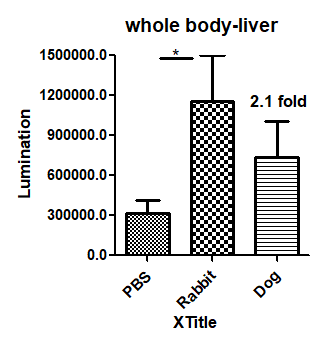 whole body-liver
1500000.0
1200000.0
900000.0
600000.0
300000.0
0.0
Lumination
*
2.1 fold
PBS
Rabbit
Dog
XTitle